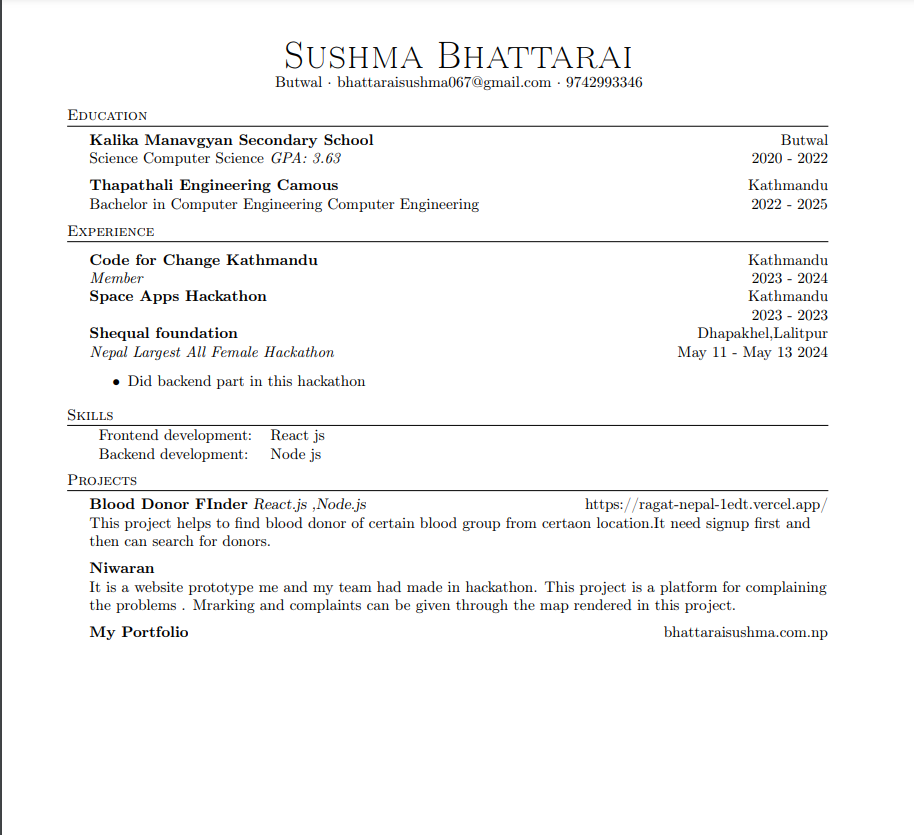 Sushma Bhattarai
Butwal · bhattaraisushma067@gmail.com · 9742993346
Education
Kalika Manavgyan Secondary School Butwal
Science Computer Science GPA: 3.63 2020 - 2022
Thapathali Engineering Camous Kathmandu
Bachelor in Computer Engineering Computer Engineering 2022 - 2025
Experience
Code for Change Kathmandu Kathmandu
Member 2023 - 2024
Space Apps Hackathon Kathmandu
2023 - 2023
Shequal foundation Dhapakhel,Lalitpur
Nepal Largest All Female Hackathon May 11 - May 13 2024
• Did backend part in this hackathon
Skills
Frontend development: React js
Backend development: Node js
Projects
Blood Donor FInder React.js ,Node.js https://ragat-nepal-1edt.vercel.app/
This project helps to find blood donor of certain blood group from certaon location.It need signup first and
then can search for donors.
Niwaran
It is a website prototype me and my team had made in hackathon. This project is a platform for complaining
the problems . Mrarking and complaints can be given through the map rendered in this project.
My Portfolio bhattaraisushma.com.np